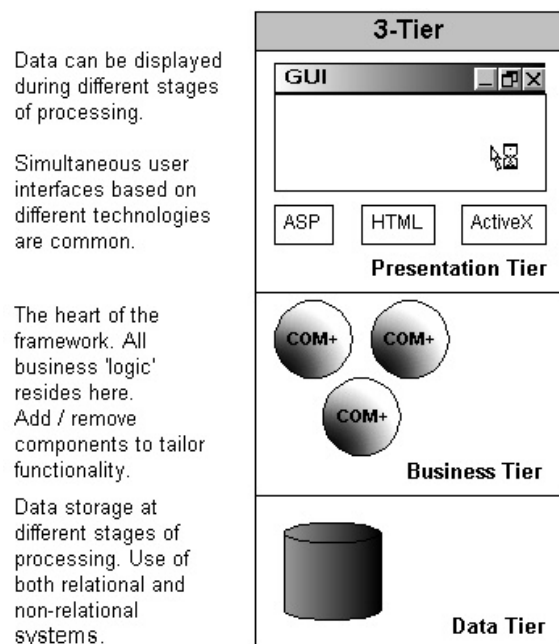 3-Tier
Data can be displayed
during different stages
of processing.
Simultaneous user
interfaces based on
different technologies
are common.
GUI
ASP
HTML
ActiveX
Presentation Tier
The heart of the
framework. All
business 'logic'
resides here.
Add / remove
components to tailor
functionality.
COM+
COM+
COM+
Business Tier
Data storage at
different stages of
processing. Use of
both relational and
non-relational
systems.
Data Tier